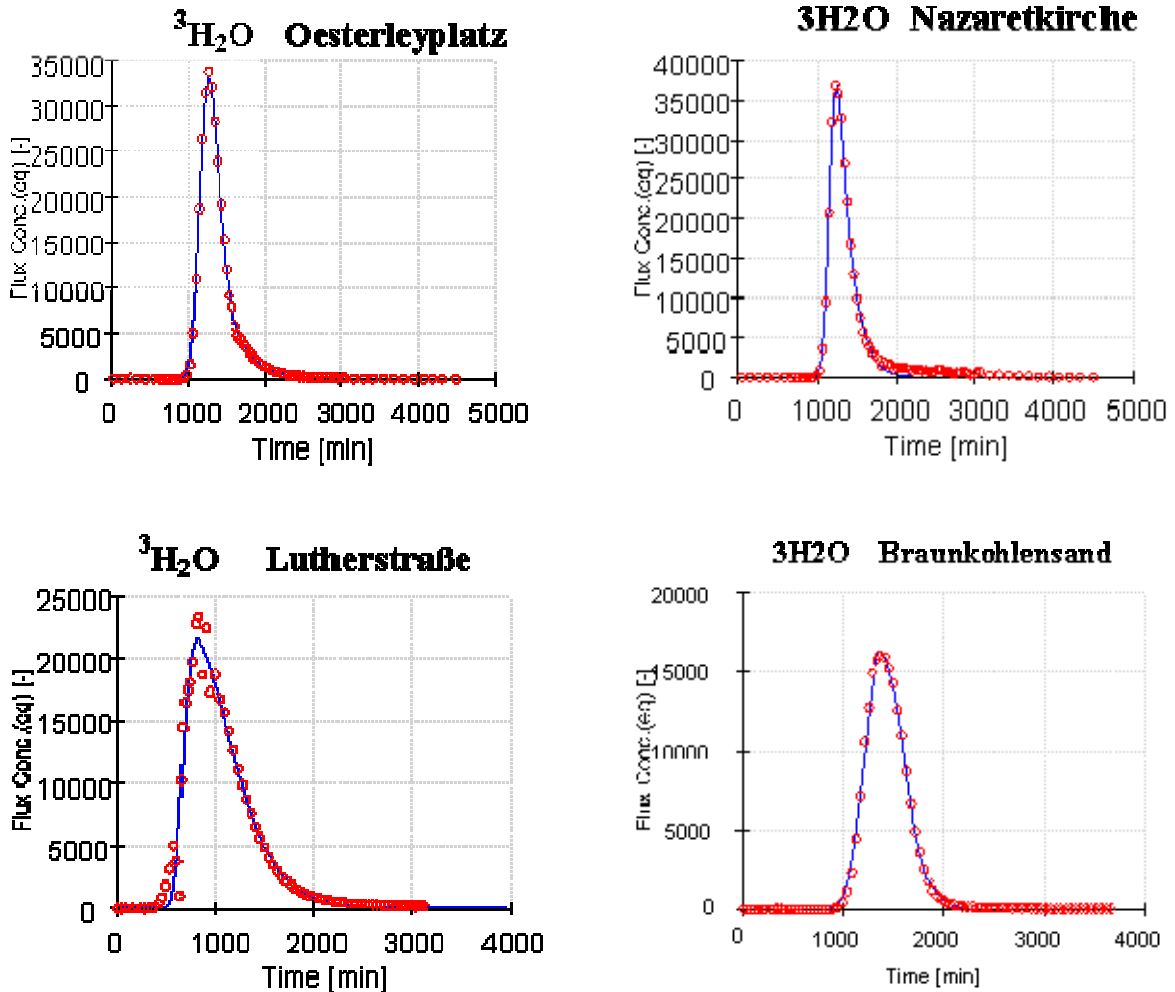 ³H₂O Oesterleyplatz
35000
30000
25000
20000
15000
10000
5000
0
Flux Conc.(aq) [-]
0 1000 2000 3000 4000 5000
Time [min]
3H2O Nazaretkirche
40000
35000
30000
25000
20000
15000
10000
5000
0
Flux Conc.(aq) [-]
0 1000 2000 3000 4000 5000
Time [min]
³H₂O Lutherstraße
25000
20000
15000
10000
5000
0
Flux Conc.(aq) [-]
0 1000 2000 3000 4000
Time [min]
3H2O Braunkohlensand
20000
15000
10000
5000
0
Flux Conc.(eq) [-]
0 1000 2000 3000 4000
Time [min]